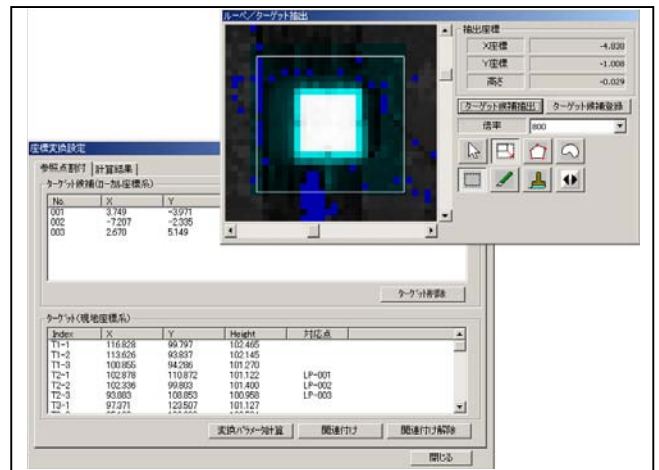 ルーペ／ターゲット抽出
抽出座標
X座標 -4.838
Y座標 -1.008
高さ -0.029
ターゲット候補抽出 ターゲット候補登録
倍率 800
座標変換設定
参照点割付 計算結果
ターゲット候補(ローカル座標系)
No. X Y
001 3.749 -3.971
002 -7.207 -2.335
003 2.670 5.149
ターゲット削除
ターゲット(現地座標系)
Index X Y Height 対応点
T1-1 116.828 99.797 102.465
T1-2 113.626 93.837 102.145
T1-3 100.855 94.286 101.270
T2-1 102.878 110.872 101.122 LP-001
T2-2 102.336 99.803 101.400 LP-002
T2-3 93.883 108.853 100.958 LP-003
T3-1 97.371 123.507 101.127
変換パラメータ計算 関連付け 関連付け解除
閉じる